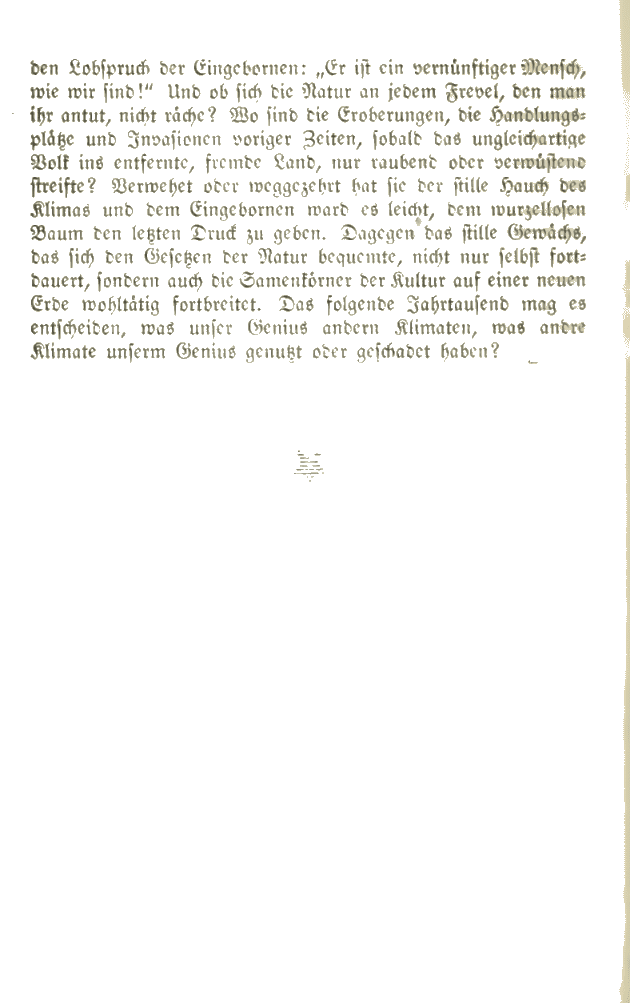 den Lobspruch der Eingebornen: „Er ist ein vernünftiger Mensch,
wie wir sind!“ Und ob sich die Natur an jedem Frevel, den man
ihr antut, nicht räche? Wo sind die Eroberungen, die Handlungs-
plätze und Invasionen voriger Zeiten, sobald das ungleichartige
Volk ins entfernte, fremde Land, nur raubend oder verwüstend
streifte? Verwehet oder weggezehrt hat sie der stille Hauch des
Klimas und dem Eingebornen ward es leicht, dem wurzellosen
Baum den letzten Druck zu geben. Dagegen das stille Gewächs,
das sich den Gesetzen der Natur bequemte, nicht nur selbst fort-
dauert, sondern auch die Samenkörner der Kultur auf einer neuen
Erde wohltätig fortbreitet. Das folgende Jahrtausend mag es
entscheiden, was unser Genius andern Klimaten, was andre
Klimate unserm Genius genutzt oder geschadet haben?